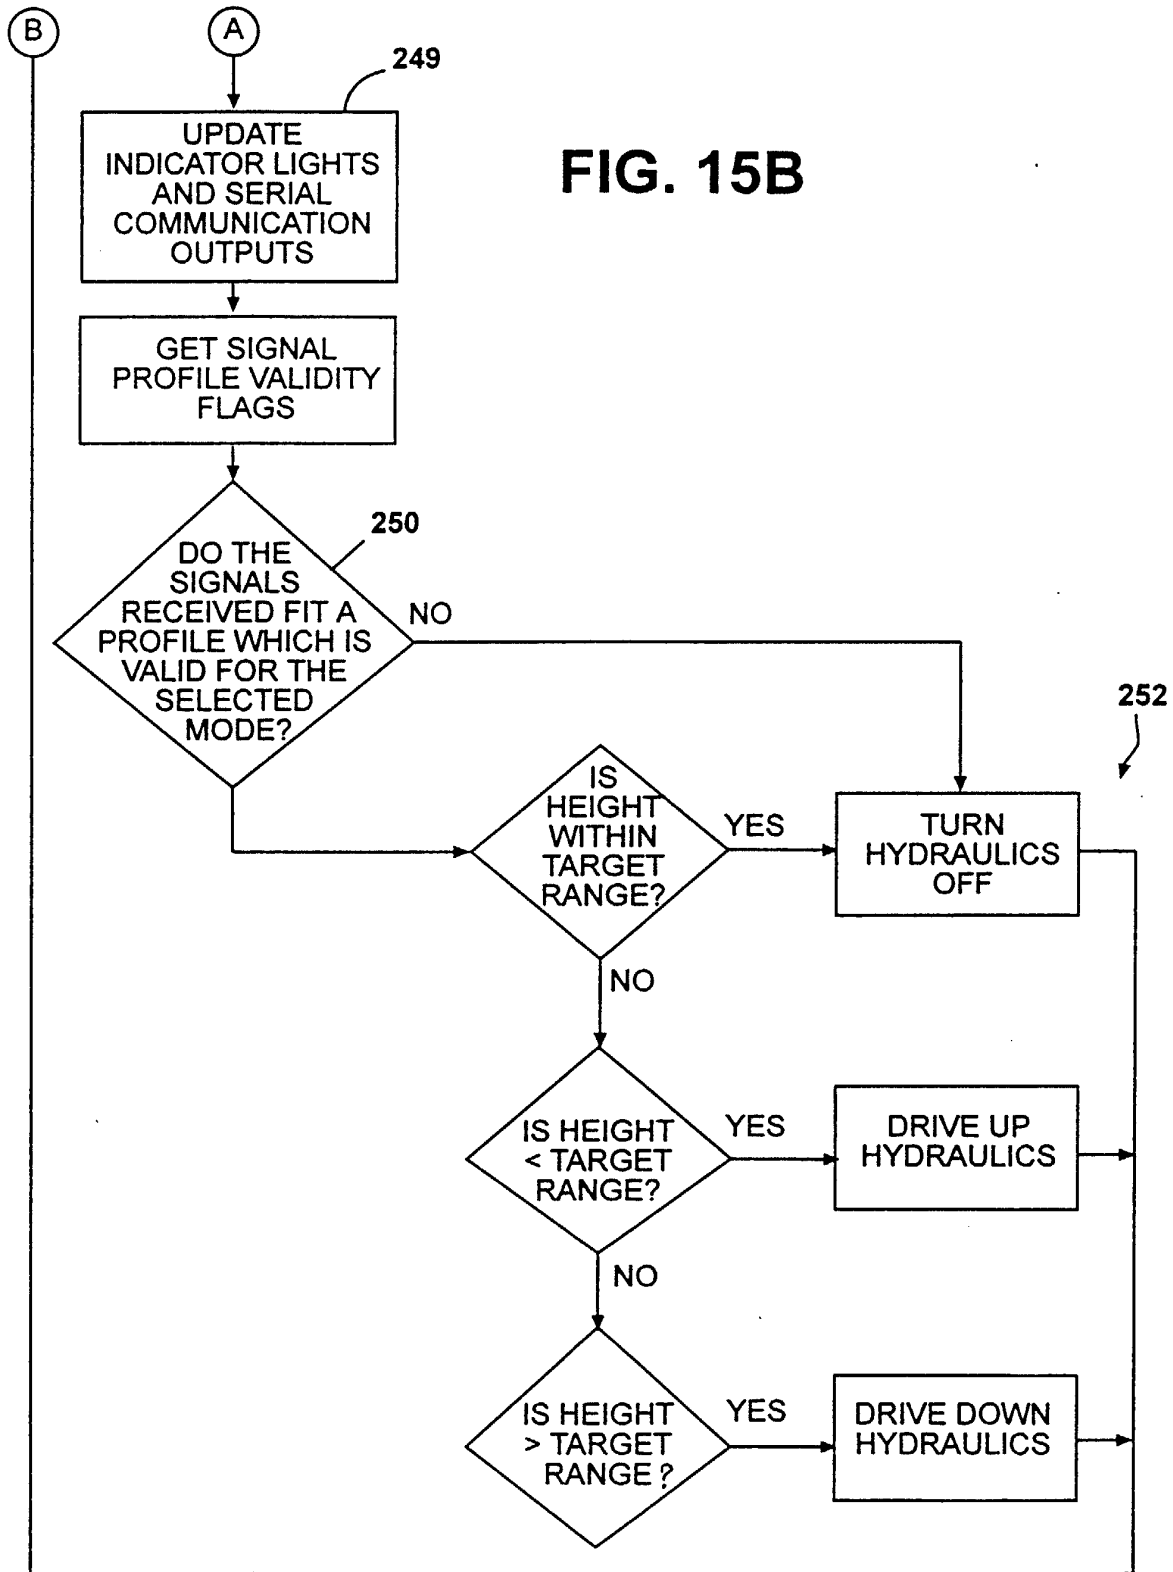 B
A
249
UPDATE
INDICATOR LIGHTS
AND SERIAL
COMMUNICATION
OUTPUTS
FIG. 15B
GET SIGNAL
PROFILE VALIDITY
FLAGS
250
DO THE
SIGNALS
RECEIVED FIT A
PROFILE WHICH IS
VALID FOR THE
SELECTED
MODE?
NO
252
IS
HEIGHT
WITHIN
TARGET
RANGE?
YES
TURN
HYDRAULICS
OFF
NO
IS HEIGHT
< TARGET
RANGE?
YES
DRIVE UP
HYDRAULICS
NO
IS HEIGHT
> TARGET
RANGE?
YES
DRIVE DOWN
HYDRAULICS